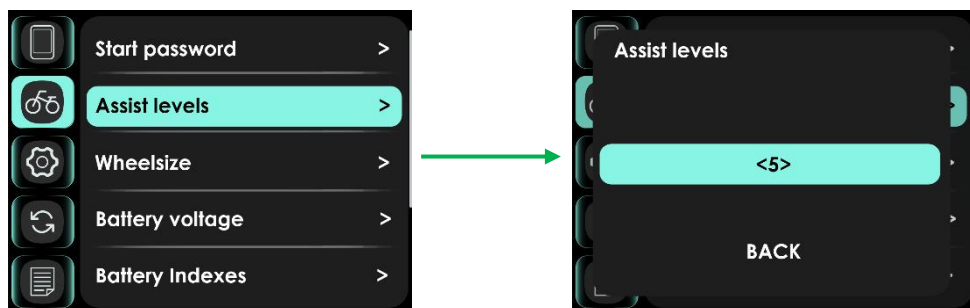 Start password >
Assist levels >
Wheelsize >
Battery voltage >
Battery Indexes >
Assist levels
<5>
BACK